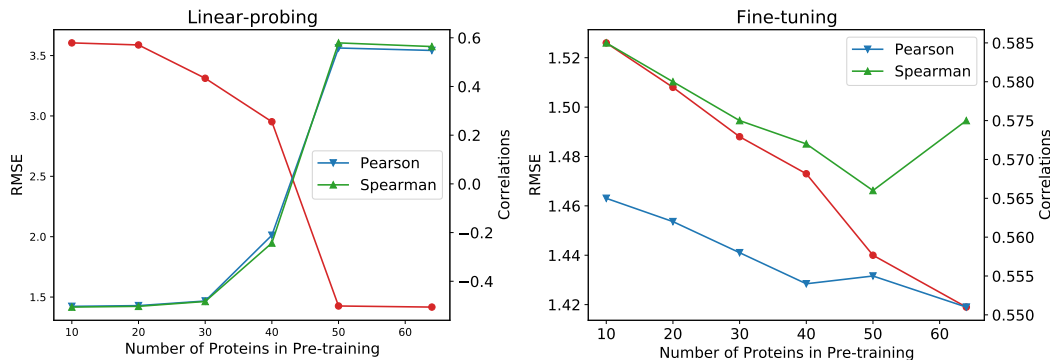 Linear-probing
3.5
3.0
2.5
2.0
1.5
RMSE
0.6
0.4
0.2
0.0
−0.2
−0.4
Correlations
Pearson
Spearman
10 20 30 40 50 60
Number of Proteins in Pre-training
Fine-tuning
1.52
1.50
1.48
1.46
1.44
1.42
RMSE
0.585
0.580
0.575
0.570
0.565
0.560
0.555
0.550
Correlations
Pearson
Spearman
10 20 30 40 50 60
Number of Proteins in Pre-training